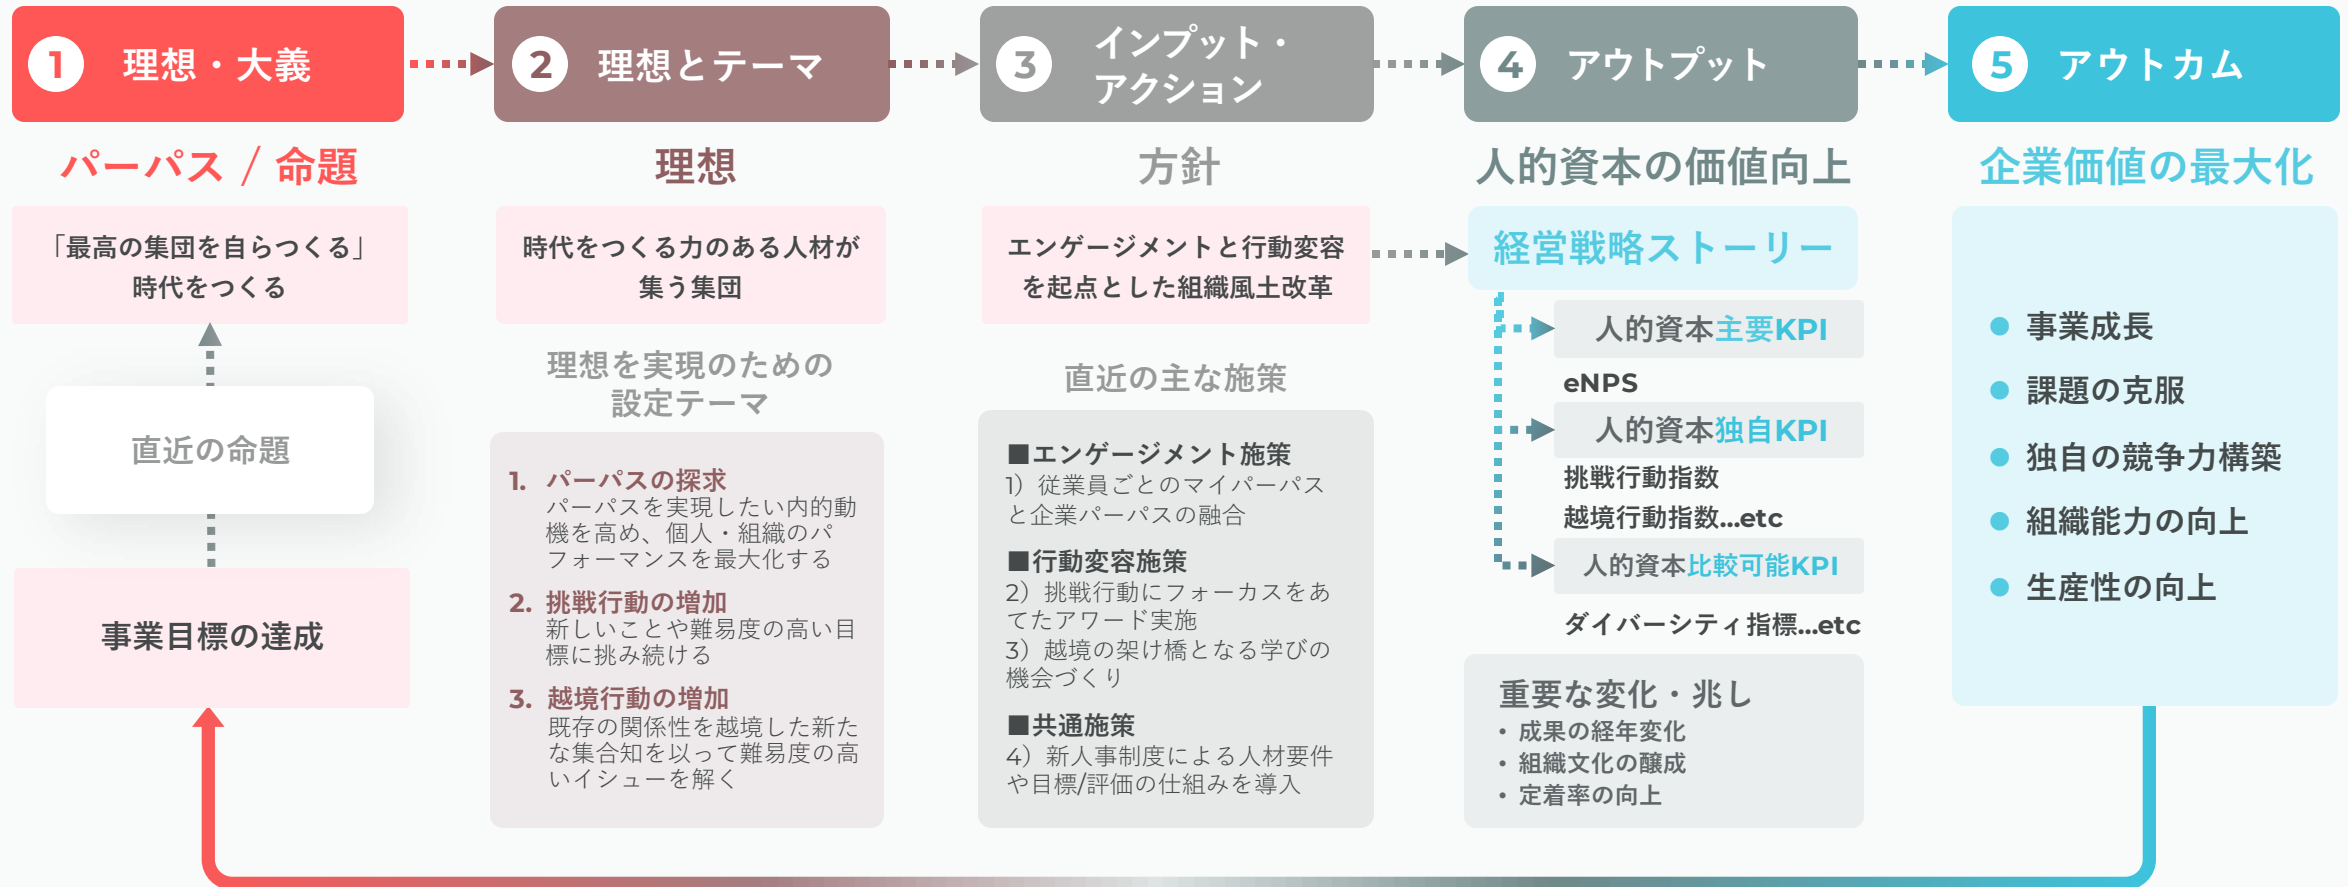 1 理想・大義
パーパス / 命題
「最高の集団を自らつくる」
時代をつくる
直近の命題
事業目標の達成
2 理想とテーマ
理想
時代をつくる力のある人材が
集う集団
理想を実現のための
設定テーマ
1. パーパスの探求
パーパスを実現したい内的動
機を高め、個人・組織のパ
フォーマンスを最大化する
2. 挑戦行動の増加
新しいことや難易度の高い目
標に挑み続ける
3. 越境行動の増加
既存の関係性を越境した新た
な集合知を以って難易度の高
いイシューを解く
3 インプット・
アクション
方針
エンゲージメントと行動変容
を起点とした組織風土改革
直近の主な施策
■エンゲージメント施策
1）従業員ごとのマイパーパス
と企業パーパスの融合
■行動変容施策
2）挑戦行動にフォーカスをあ
てたアワード実施
3）越境の架け橋となる学びの
機会づくり
■共通施策
4）新人事制度による人材要件
や目標/評価の仕組みを導入
4 アウトプット
人的資本の価値向上
経営戦略ストーリー
人的資本主要KPI
eNPS
人的資本独自KPI
挑戦行動指数
越境行動指数...etc
人的資本比較可能KPI
ダイバーシティ指標...etc
重要な変化・兆し
• 成果の経年変化
• 組織文化の醸成
• 定着率の向上
5 アウトカム
企業価値の最大化
● 事業成長
● 課題の克服
● 独自の競争力構築
● 組織能力の向上
● 生産性の向上